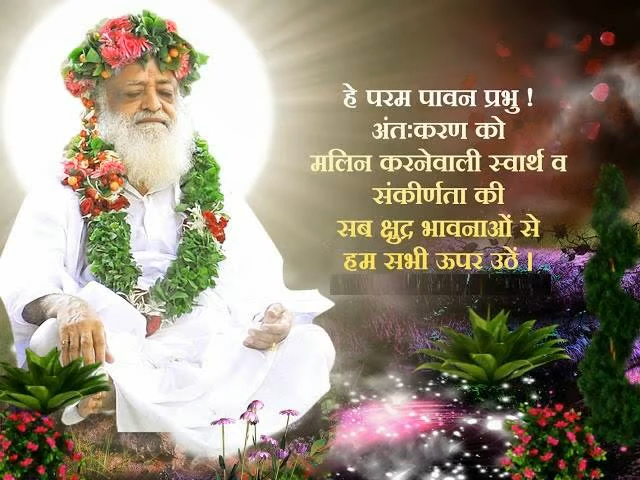 हे परम पावन प्रभु !
अंतःकरण को
मलिन करनेवाली स्वार्थ व
संकीर्णता की
सब क्षुद्र भावनाओं से
हम सभी ऊपर उठें ।